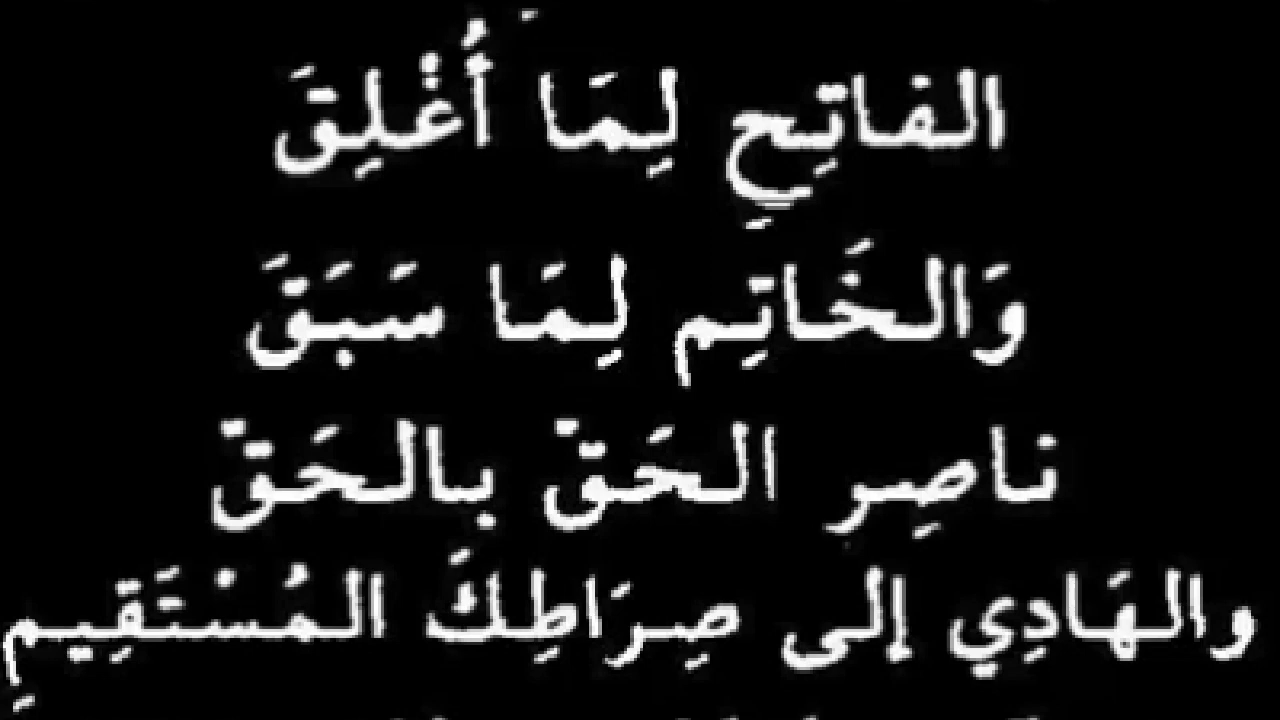 الفاتِحِ لِمَا أُغْلِقَ
وَالخَاتِم لِمَا سَبَقَ
ناصِر الحَقّ بالحَقّ
والهَادِي إلى صِرَاطِكَ المُسْتَقِيمِ